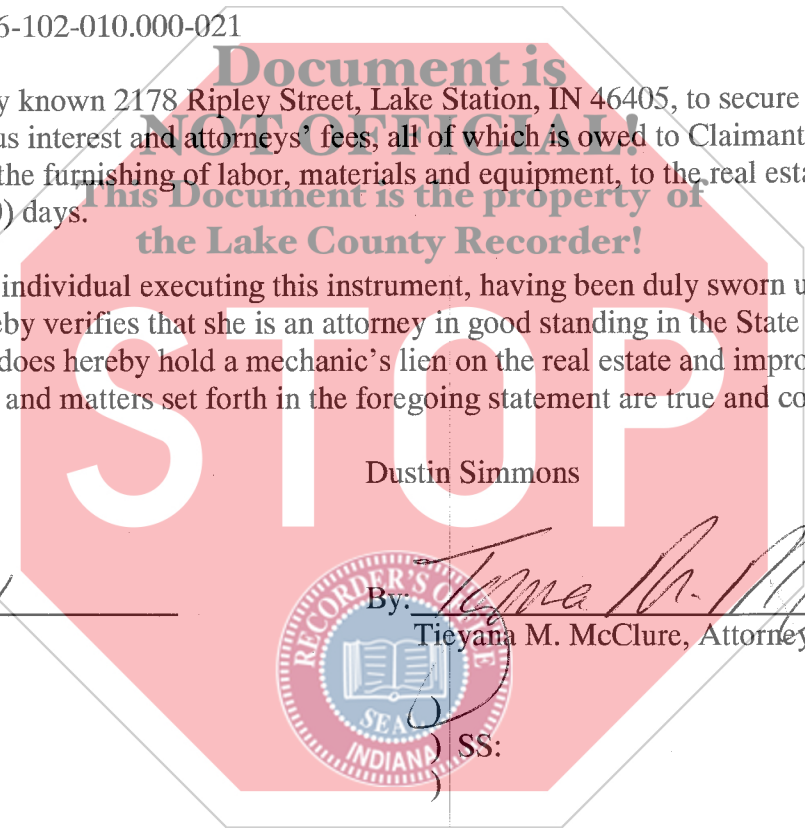 6-102-010.000-021
Document is
y known 2178 Ripley Street, Lake Station, IN 46405, to secure
us interest and attorneys' fees, all of which is owed to Claimant
NOT OFFICIAL!
the furnishing of labor, materials and equipment, to the real esta
This Document is the property of
) days.
the Lake County Recorder!
individual executing this instrument, having been duly sworn u
eby verifies that she is an attorney in good standing in the State
does hereby hold a mechanic's lien on the real estate and impro
and matters set forth in the foregoing statement are true and co
STOP
Dustin Simmons
By:
Tieyana M. McClure, Attorney
RECORDER'S OFFICE
SEAL
INDIANA
)
) SS:
)